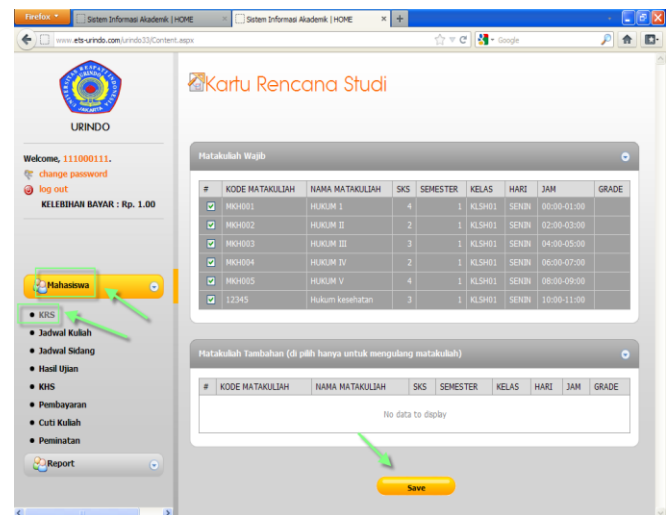 Firefox
Sistem Informasi Akademik | HOME
Sistem Informasi Akademik | HOME
www.ets-urindo.com/urindo33/Content.aspx
Google
URINDO
JAKARTA
URINDO
Kartu Rencana Studi
Welcome, 111000111.
change password
log out
KELEBIHAN BAYAR : Rp. 1.00
Mahasiswa
KRS
Jadwal Kuliah
Jadwal Sidang
Hasil Ujian
KHS
Pembayaran
Cuti Kuliah
Peminatan
Report
Matakuliah Wajib
# KODE MATAKULIAH NAMA MATAKULIAH SKS SEMESTER KELAS HARI JAM GRADE
MKH001 HUKUM 1 4 1 KLSH01 SENIN 00:00-01:00
MKH002 HUKUM II 2 1 KLSH01 SENIN 02:00-03:00
MKH003 HUKUM III 3 1 KLSH01 SENIN 04:00-05:00
MKH004 HUKUM IV 2 1 KLSH01 SENIN 06:00-07:00
MKH005 HUKUM V 4 1 KLSH01 SENIN 08:00-09:00
12345 Hukum kesehatan 3 1 KLSH01 SENIN 10:00-11:00
Matakuliah Tambahan (di pilih hanya untuk mengulang matakuliah)
# KODE MATAKULIAH NAMA MATAKULIAH SKS SEMESTER KELAS HARI JAM GRADE
No data to display
Save